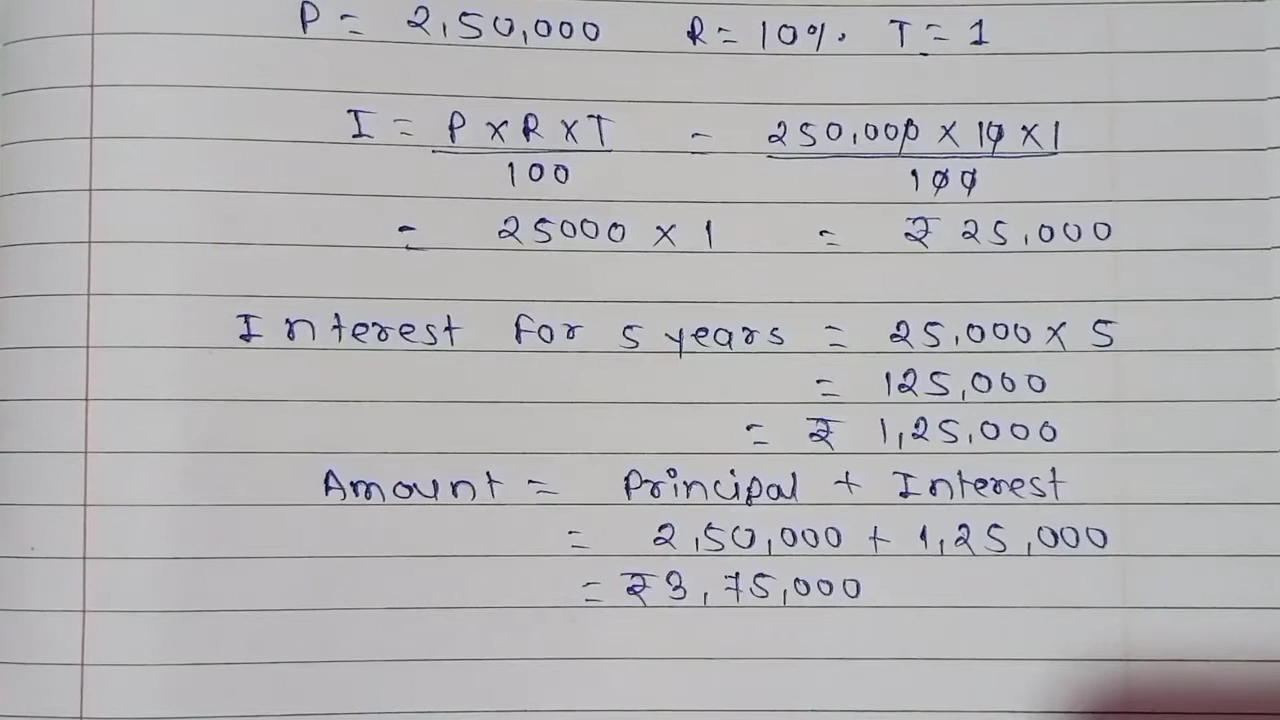 P = 2,50,000 R = 10%. T = 1
I = P x R x T / 100 = 250,000 x 10 x 1 / 100
= 25000 x 1 = ₹ 25,000
Interest for 5 years = 25,000 x 5
= 125,000
= ₹ 1,25,000
Amount = Principal + Interest
= 2,50,000 + 1,25,000
= ₹3,75,000